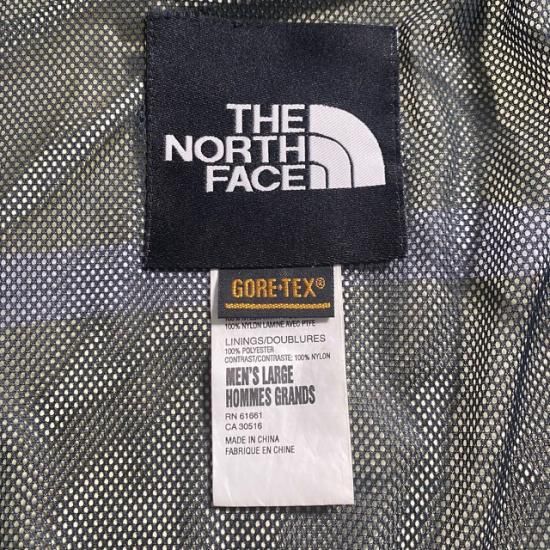 THE
NORTH
FACE
GORE-TEX®
100% NYLON LAMINÉ AVEC PTFE
LININGS/DOUBLURES
100% POLYESTER
CONTRAST/CONTRASTE: 100% NYLON
MEN'S LARGE
HOMMES GRANDS
RN 61661
CA 30516
MADE IN CHINA
FABRIQUE EN CHINE